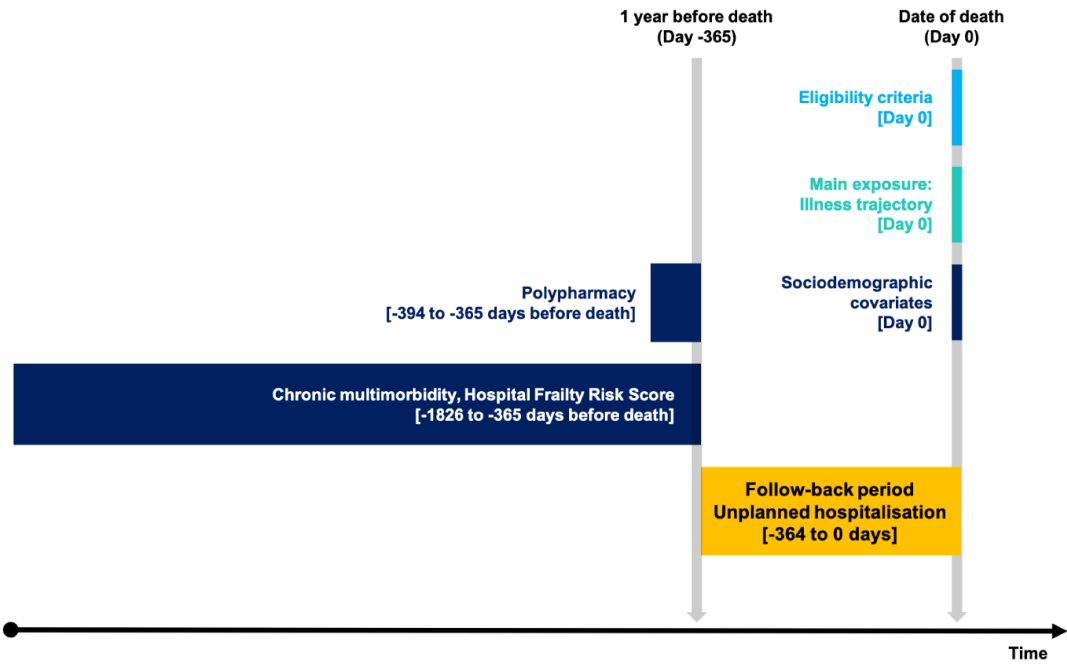 1 year before death
(Day -365)
Date of death
(Day 0)
Eligibility criteria
[Day 0]
Main exposure:
Illness trajectory
[Day 0]
Polypharmacy
[-394 to -365 days before death]
Sociodemographic
covariates
[Day 0]
Chronic multimorbidity, Hospital Frailty Risk Score
[-1826 to -365 days before death]
Follow-back period
Unplanned hospitalisation
[-364 to 0 days]
Time